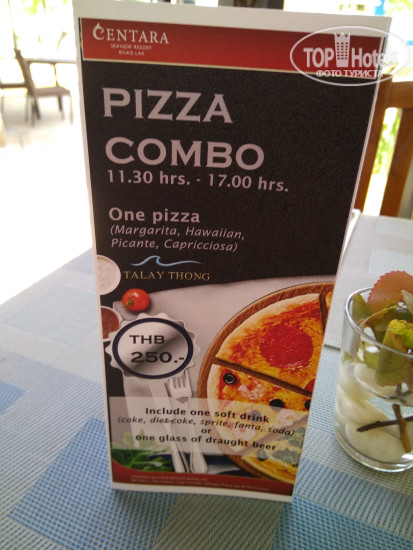 CENTARA
SEAVIEW RESORT
KHAO LAK
TOP Hotels
ФОТО ТУРИСТА
PIZZA
COMBO
11.30 hrs. - 17.00 hrs.
One pizza
(Margarita, Hawaiian,
Picante, Capricciosa)
TALAY THONG
THB
250.-
Include one soft drink
(coke, diet coke, sprite, fanta, soda)
or
one glass of draught beer